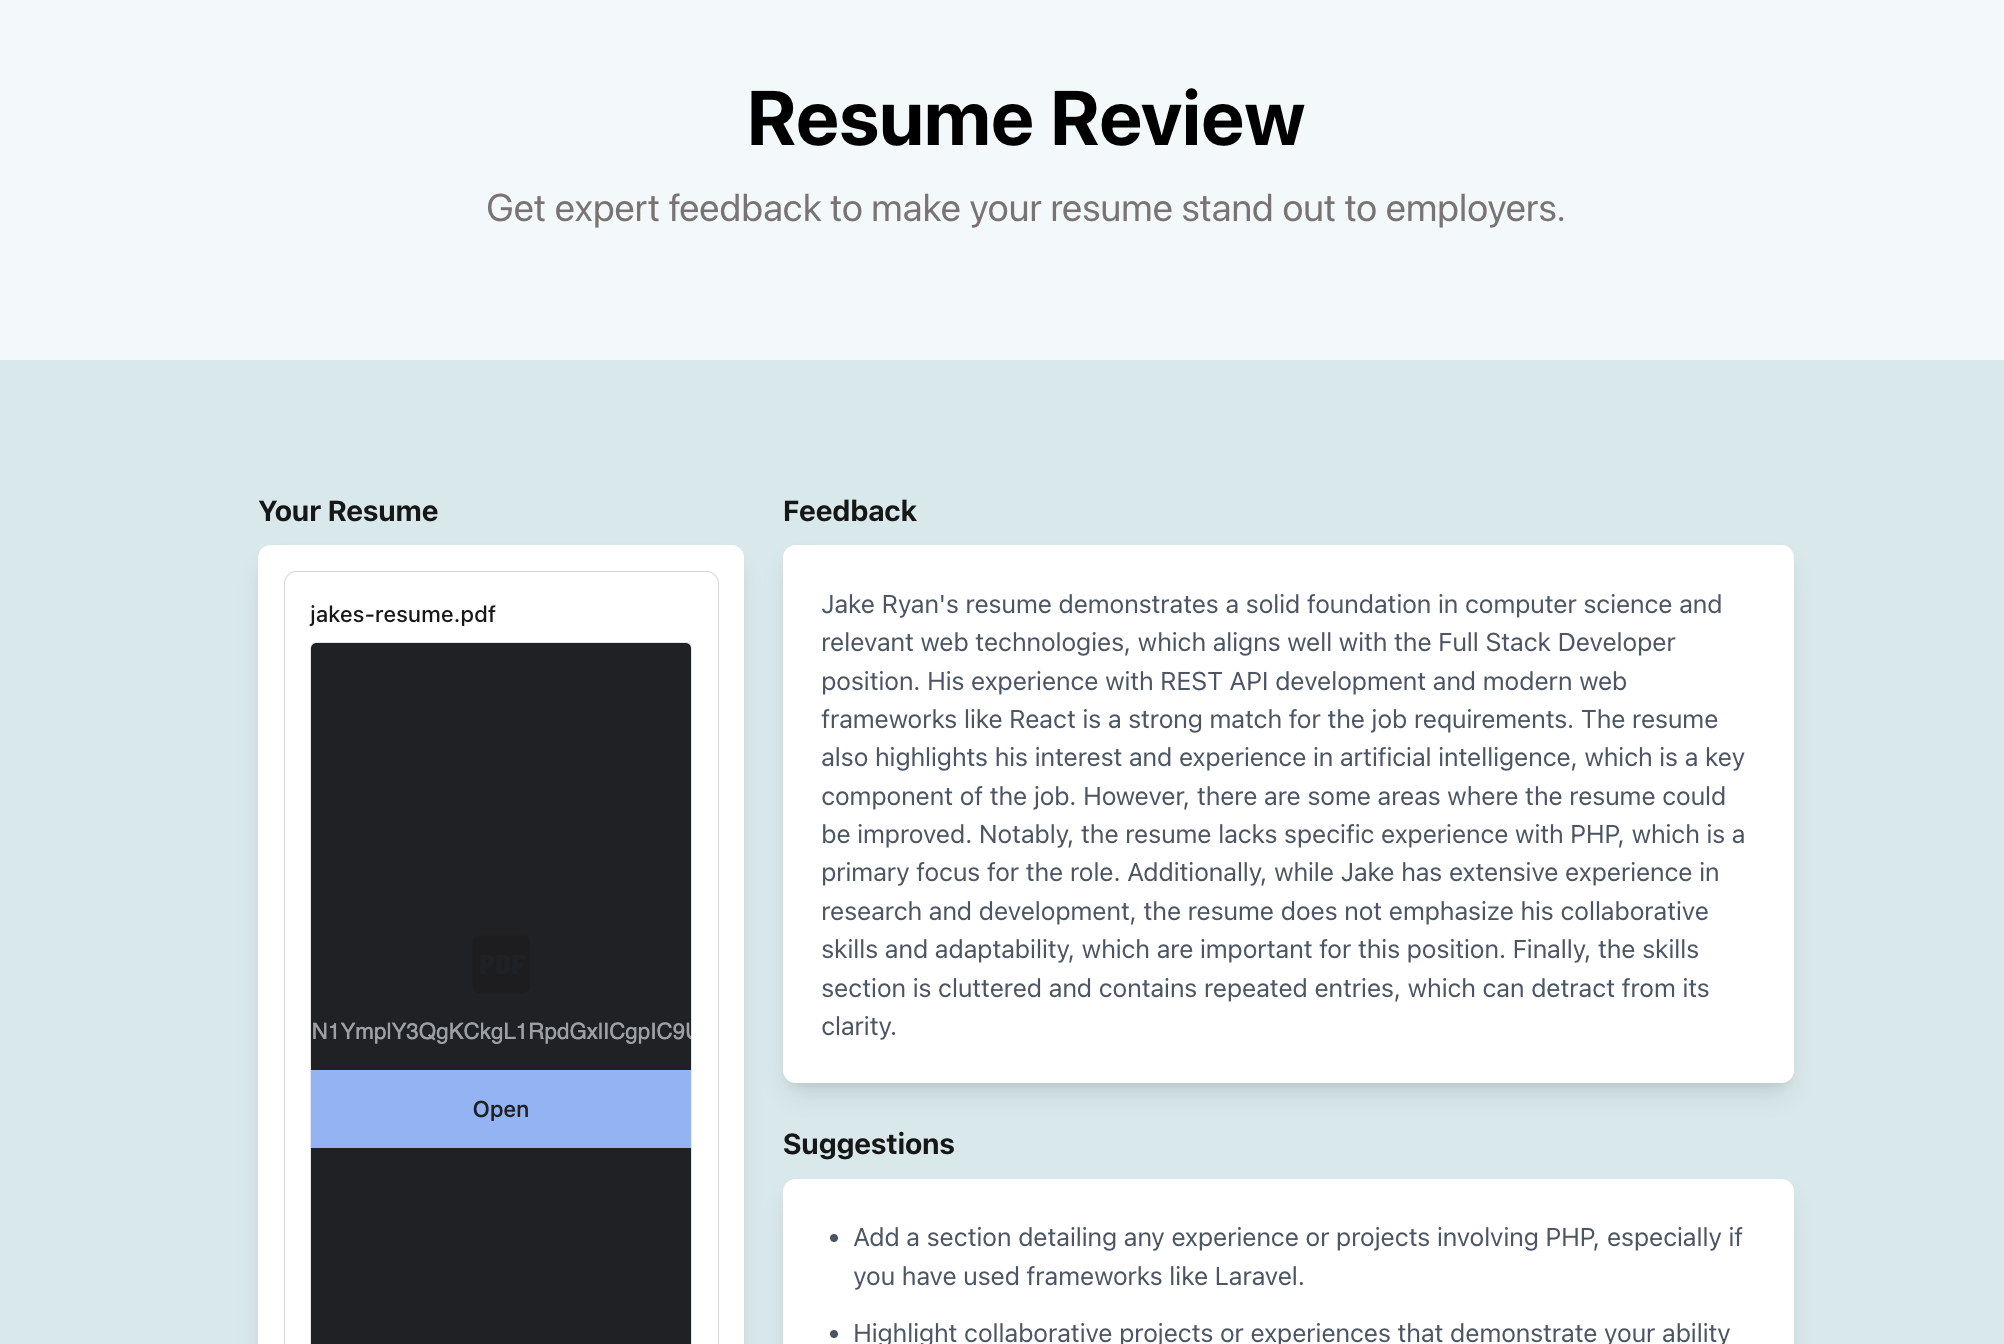 Resume Review
Get expert feedback to make your resume stand out to employers.
Your Resume
jakes-resume.pdf
PDF
N1YmplY3QgKCkgL1RpdGxlICgpIC9U
Open
Feedback
Jake Ryan's resume demonstrates a solid foundation in computer science and
relevant web technologies, which aligns well with the Full Stack Developer
position. His experience with REST API development and modern web
frameworks like React is a strong match for the job requirements. The resume
also highlights his interest and experience in artificial intelligence, which is a key
component of the job. However, there are some areas where the resume could
be improved. Notably, the resume lacks specific experience with PHP, which is a
primary focus for the role. Additionally, while Jake has extensive experience in
research and development, the resume does not emphasize his collaborative
skills and adaptability, which are important for this position. Finally, the skills
section is cluttered and contains repeated entries, which can detract from its
clarity.
Suggestions
• Add a section detailing any experience or projects involving PHP, especially if
you have used frameworks like Laravel.
• Highlight collaborative projects or experiences that demonstrate your ability